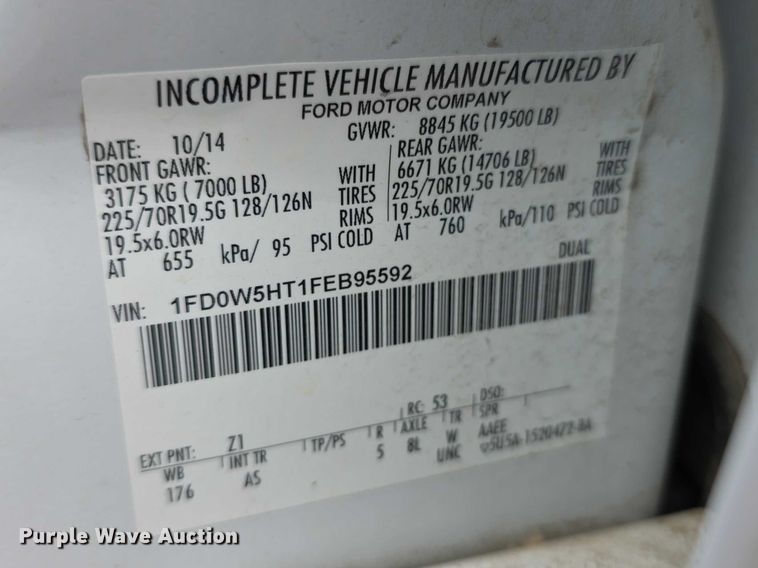 INCOMPLETE VEHICLE MANUFACTURED BY
FORD MOTOR COMPANY
DATE: 10/14 GVWR: 8845 KG (19500 LB)
FRONT GAWR: REAR GAWR:
3175 KG ( 7000 LB) WITH 6671 KG (14706 LB) WITH
225/70R19.5G 128/126N TIRES 225/70R19.5G 128/126N TIRES
19.5x6.0RW RIMS 19.5x6.0RW RIMS
AT 655 kPa/ 95 PSI COLD AT 760 kPa/110 PSI COLD
DUAL
VIN: 1FD0W5HT1FEB95592
EXT PNT: Z1 RC: 53 DSO:
WB INT TR TP/PS R AXLE TR SPR
176 AS 5 8L W AAEE
UNC
Purple Wave Auction